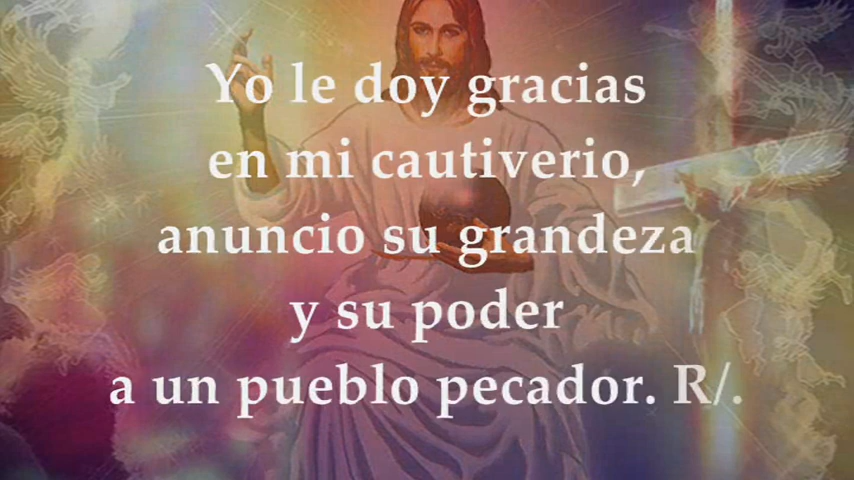 Yo le doy gracias
en mi cautiverio,
anuncio su grandeza
y su poder
a un pueblo pecador. R/.